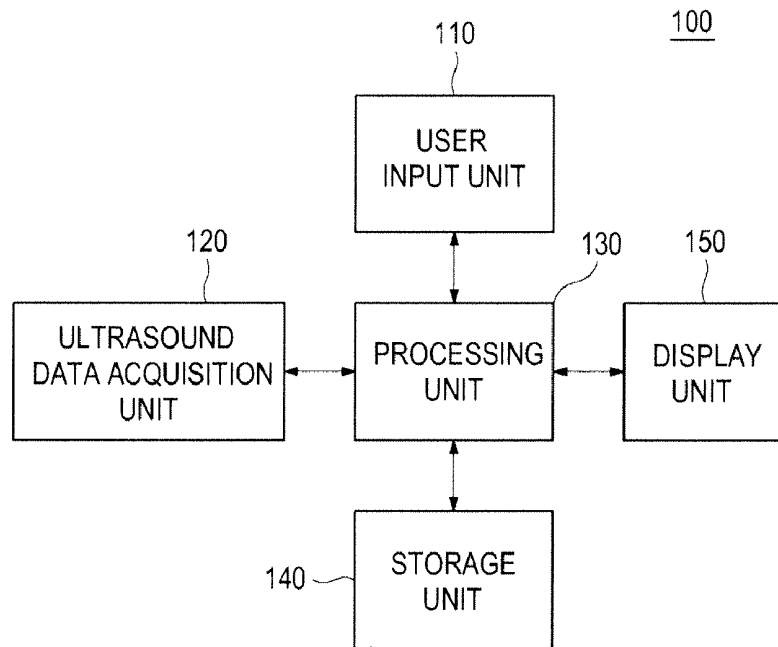 100
110
USER
INPUT UNIT
120
130
150
ULTRASOUND
DATA ACQUISITION
UNIT
PROCESSING
UNIT
DISPLAY
UNIT
140
STORAGE
UNIT